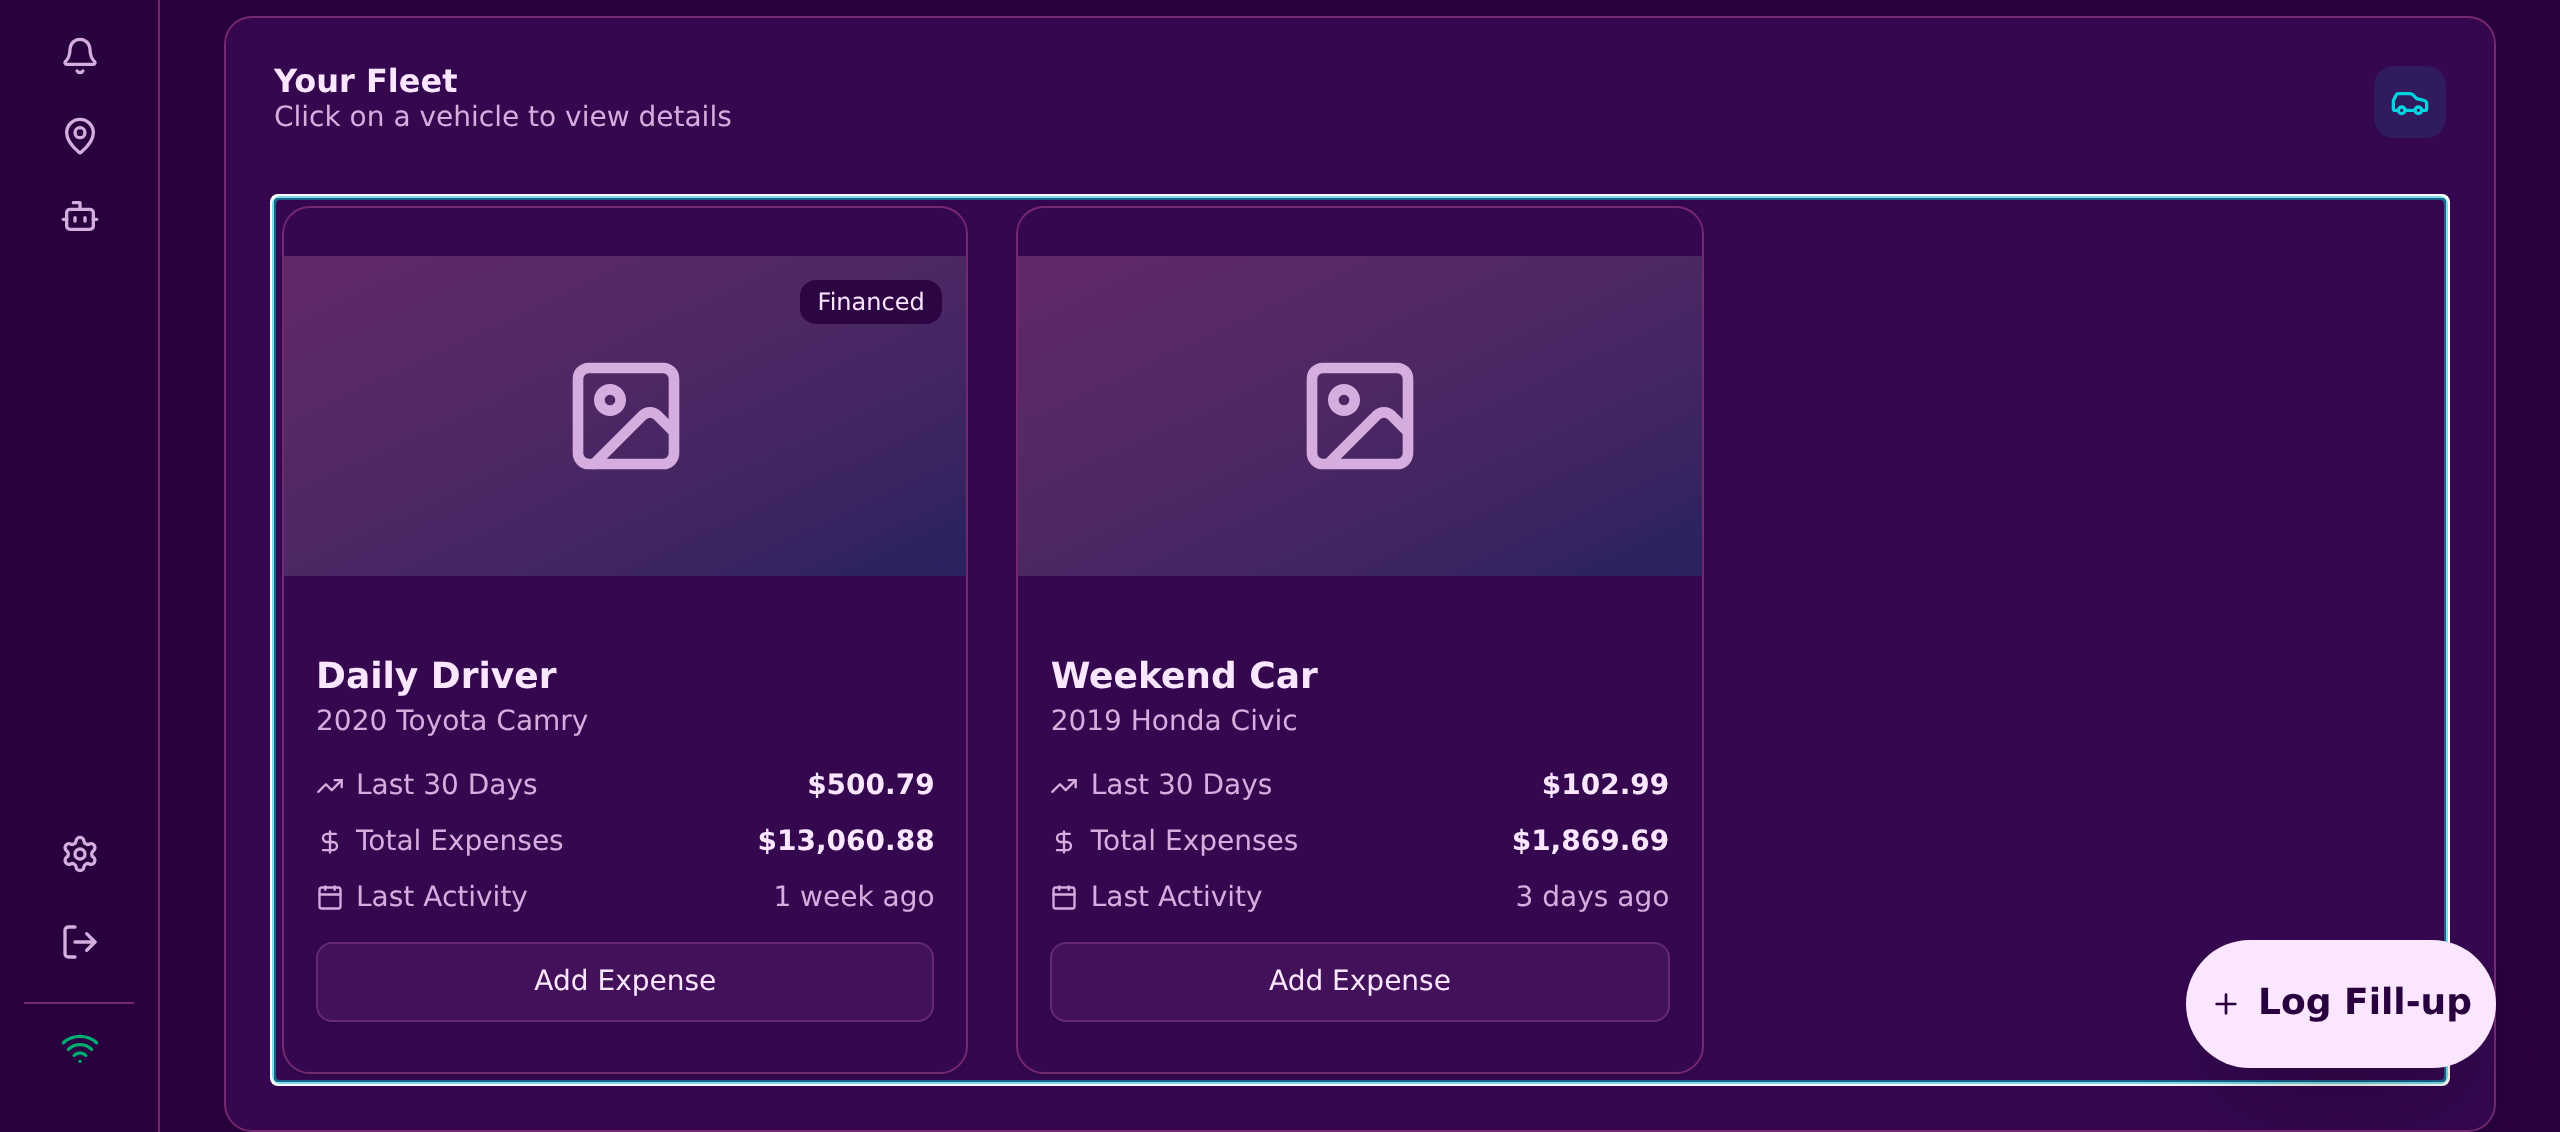 Your Fleet
Click on a vehicle to view details
Financed
Daily Driver
2020 Toyota Camry
Last 30 Days $500.79
Total Expenses $13,060.88
Last Activity 1 week ago
Add Expense
Weekend Car
2019 Honda Civic
Last 30 Days $102.99
Total Expenses $1,869.69
Last Activity 3 days ago
Add Expense
+ Log Fill-up